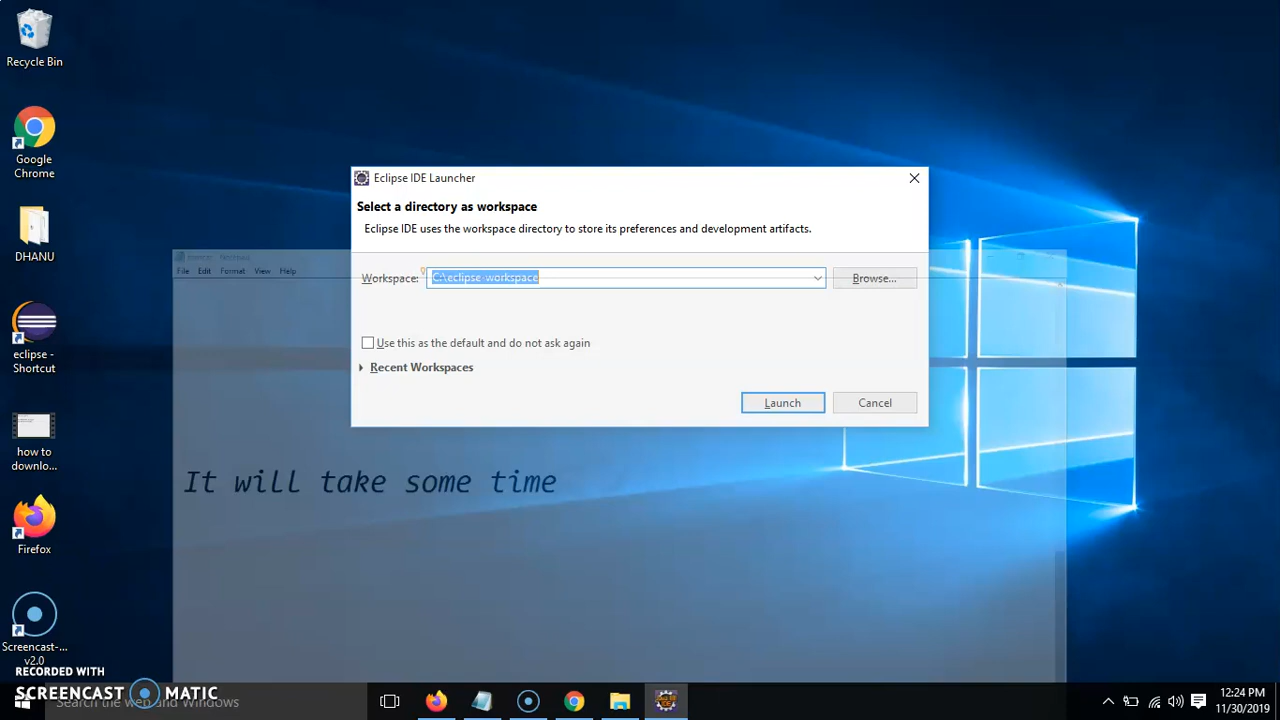 Recycle Bin
Google
Chrome
DHANU
eclipse -
Shortcut
how to
downlo...
Firefox
Screencast-...
v2.0
RECORDED WITH
SCREENCAST MATIC
Search the web and Windows
Eclipse IDE Launcher
Select a directory as workspace
Eclipse IDE uses the workspace directory to store its preferences and development artifacts.
Workspace: C:\eclipse-workspace Browse...
Use this as the default and do not ask again
Recent Workspaces
Launch Cancel
File Edit Format View Help
It will take some time
12:24 PM
11/30/2019